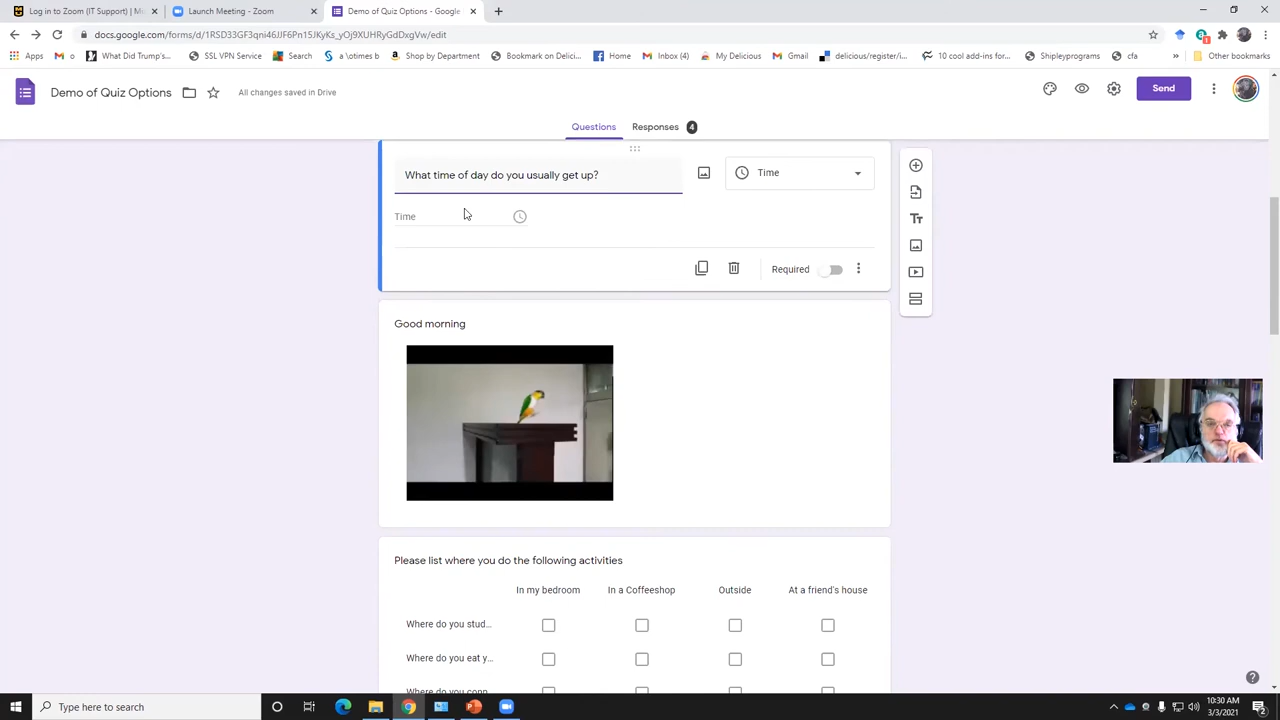 Log in to Zoom (IT Support) | Mi
Launch Meeting - Zoom
Demo of Quiz Options - Google F
docs.google.com/forms/d/1RSD33GF3qni46JJF6Pn15JKyKs_yOj9XUHRyGdDxgVw/edit
Apps
o
What Did Trump's...
SSL VPN Service
Search
a \otimes b
Shop by Department
Bookmark on Delici...
Home
Inbox (4)
My Delicious
Gmail
delicious/register/i...
10 cool add-ins for...
Shipleyprograms
cfa
»
Other bookmarks
Demo of Quiz Options
All changes saved in Drive
Send
Questions
Responses 4
What time of day do you usually get up?
Time
Time
Required
Good morning
Please list where you do the following activities
In my bedroom
In a Coffeeshop
Outside
At a friend's house
Where do you stud...
Where do you eat y...
Where do you conn...
Type here to search
10:30 AM
3/3/2021